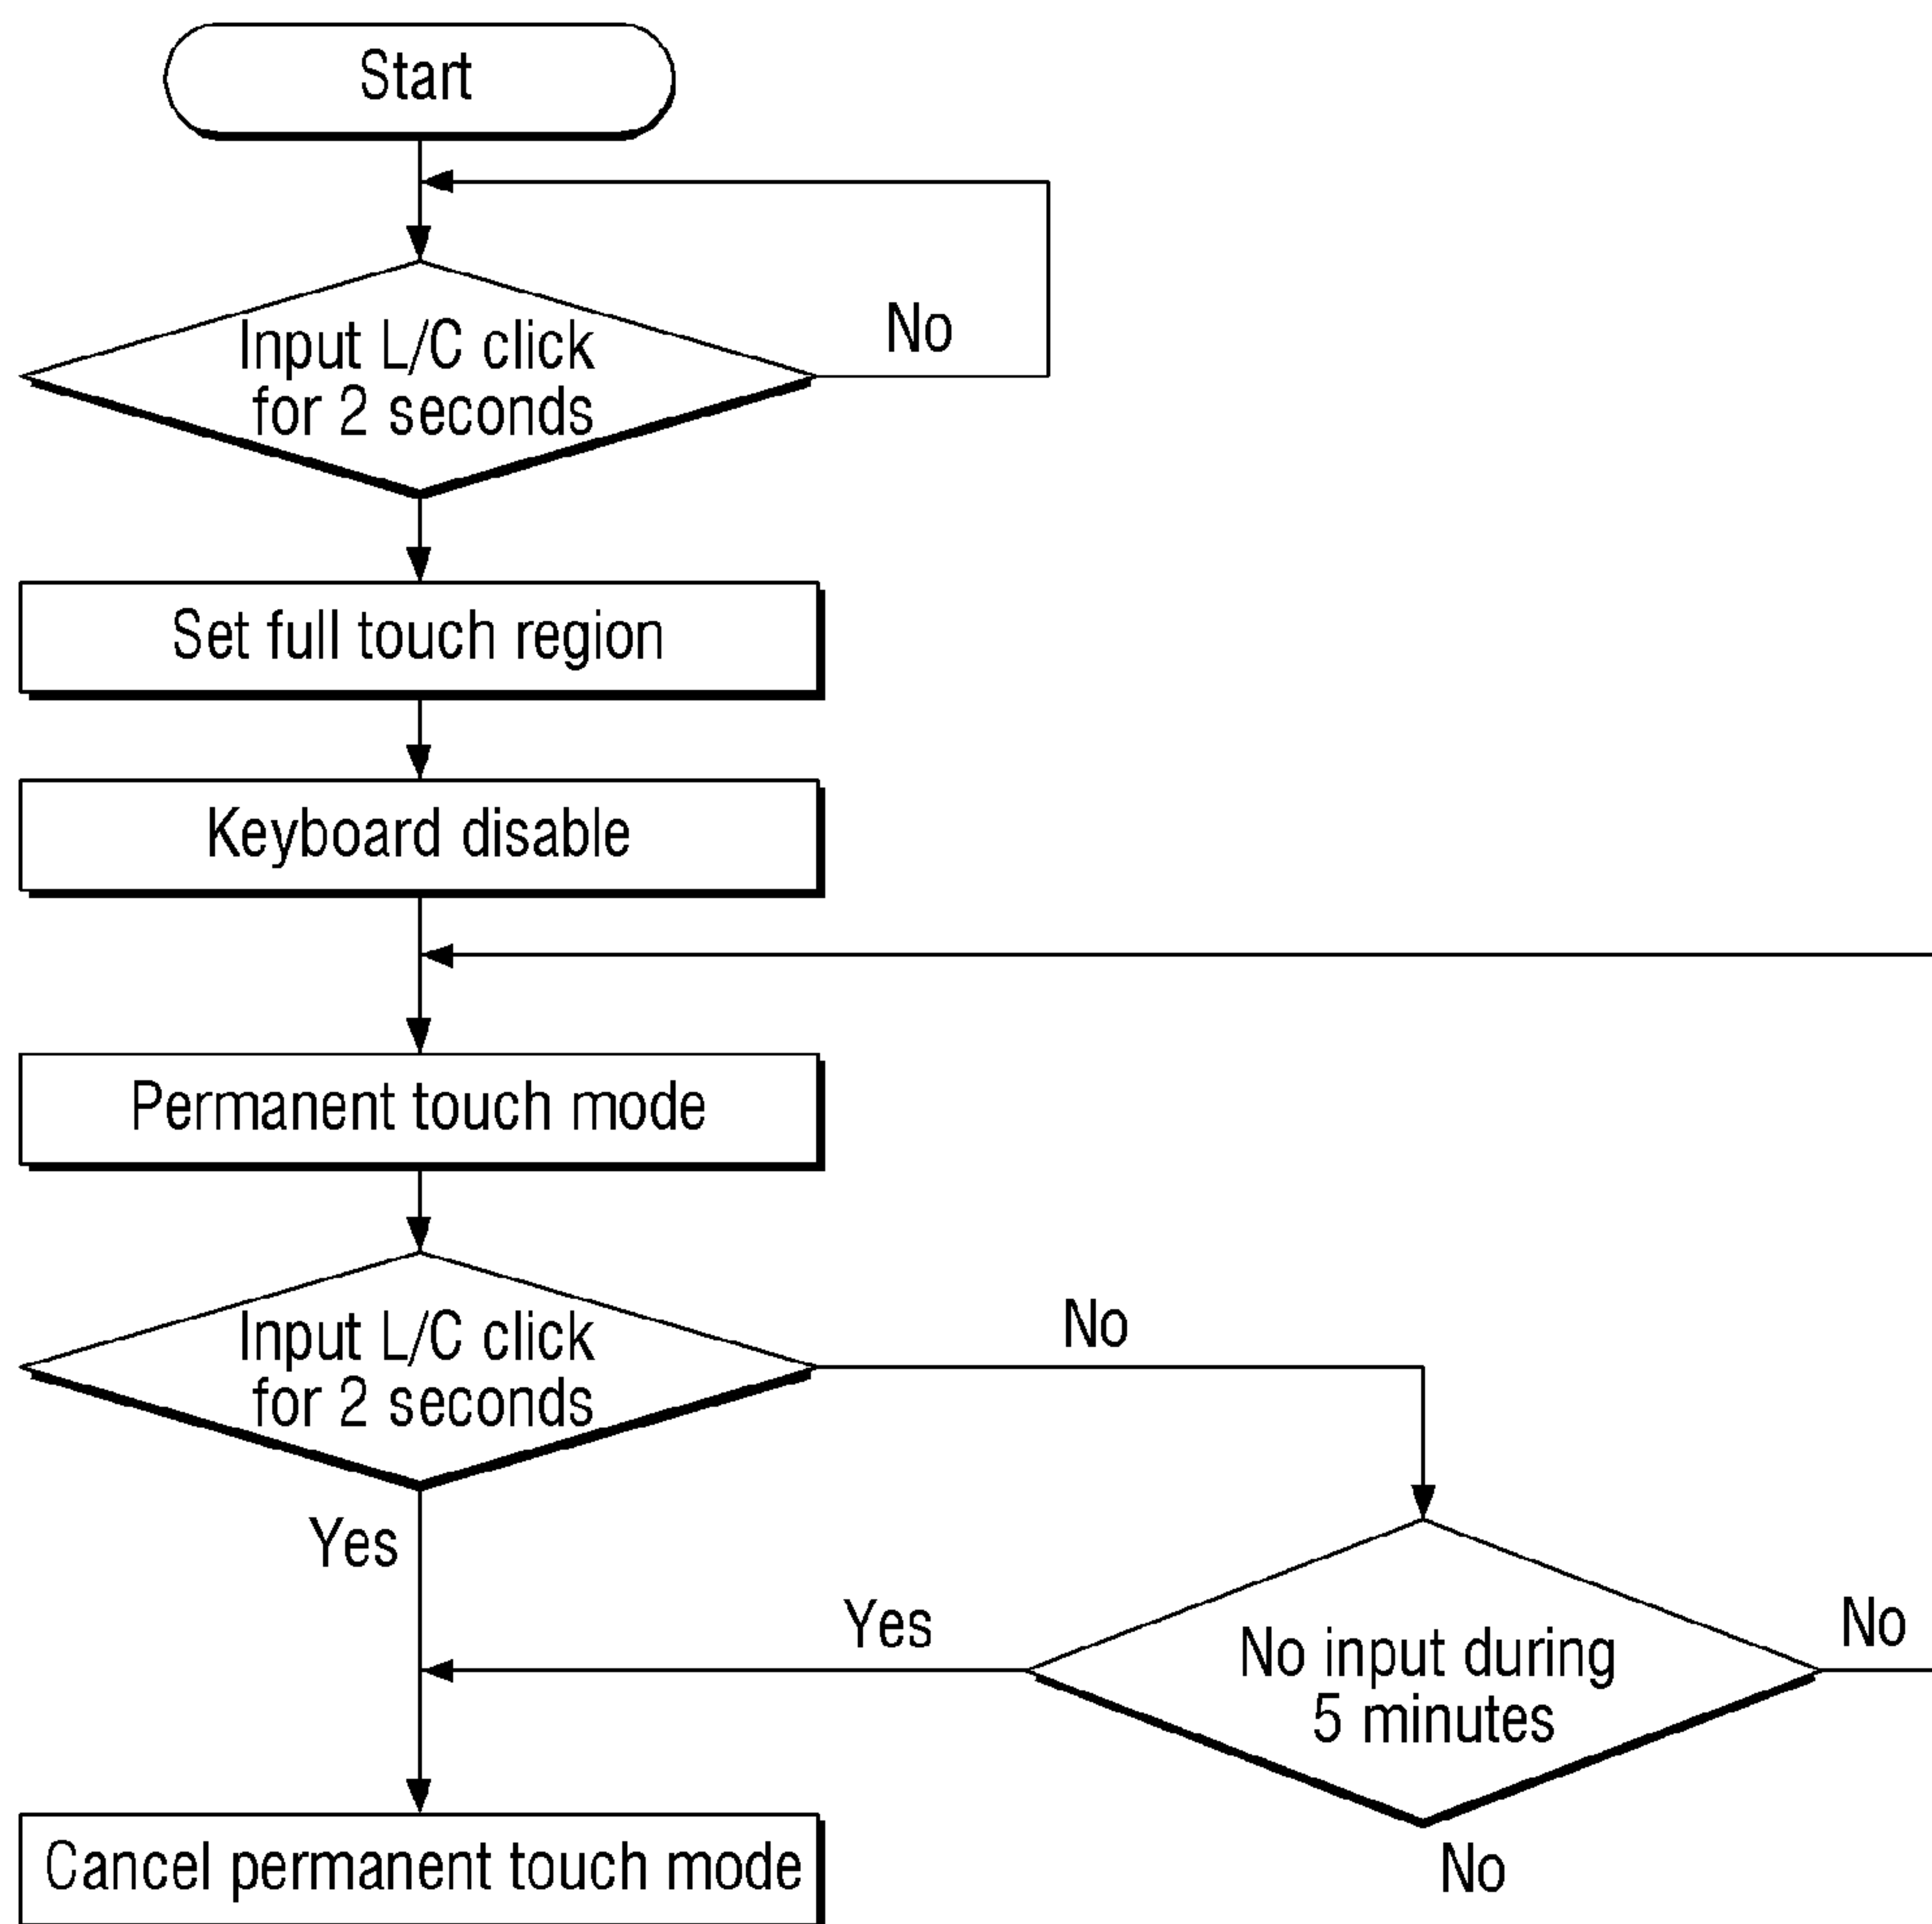 Start
Input L/C click
for 2 seconds
No
Set full touch region
Keyboard disable
Permanent touch mode
Input L/C click
for 2 seconds
No
Yes
Yes
No input during
5 minutes
No
No
Cancel permanent touch mode